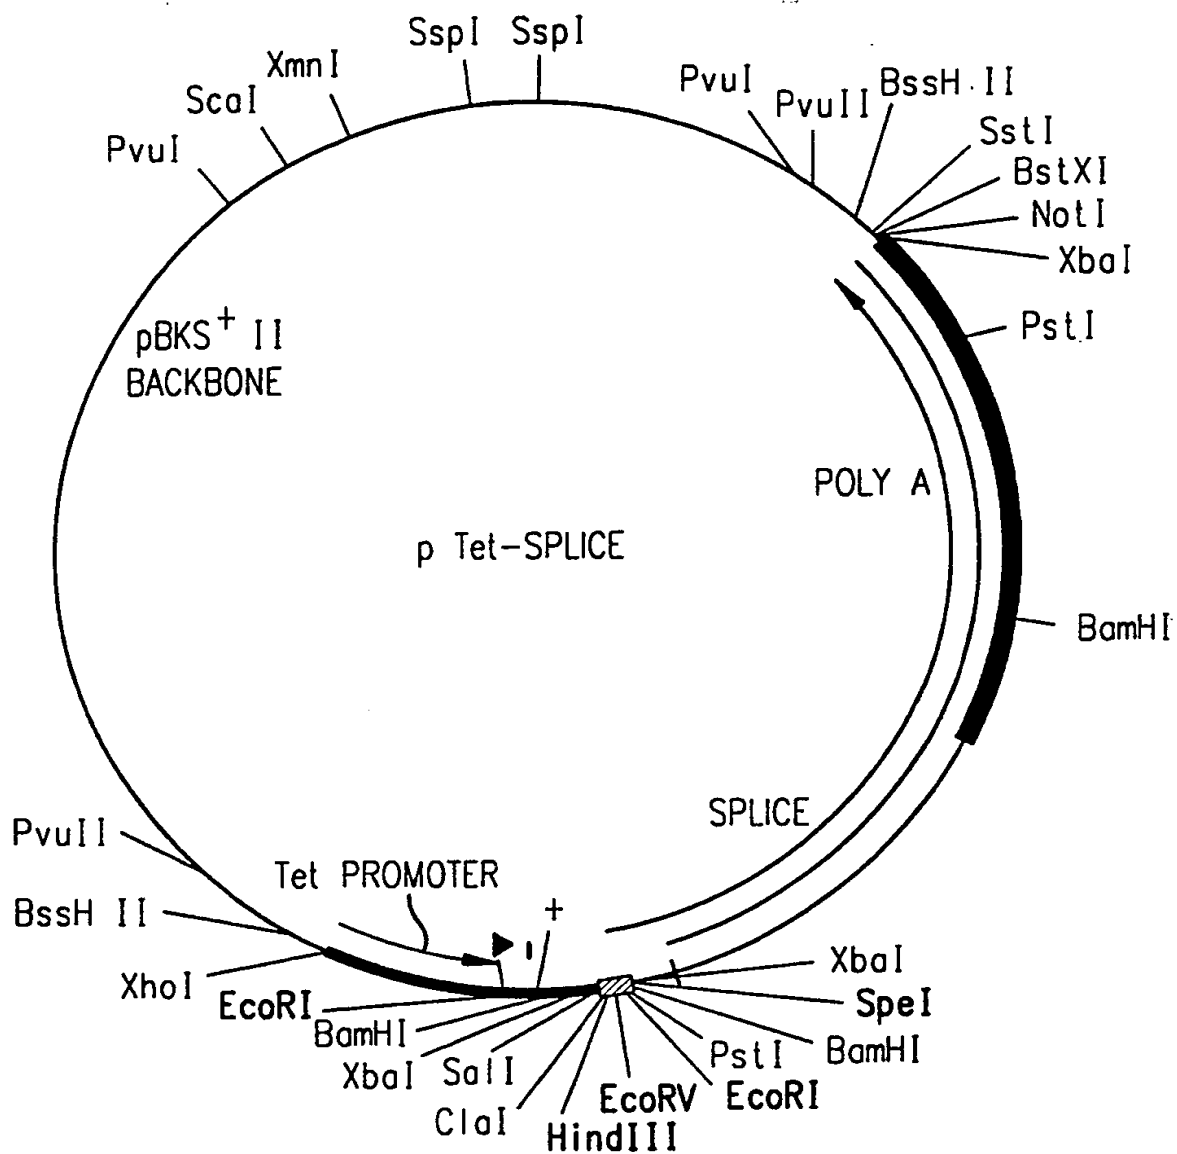 SspI SspI
XmnI
ScaI
PvuI
PvuI
PvuII
BssH II
SstI
BstXI
NotI
XbaI
PstI
pBKS+ II
BACKBONE
POLY A
p Tet-SPLICE
BamHI
SPLICE
PvuII
Tet PROMOTER
BssH II
+
XhoI
EcoRI
BamHI
XbaI
SalI
ClaI
HindIII
EcoRV
EcoRI
PstI
BamHI
SpeI
XbaI